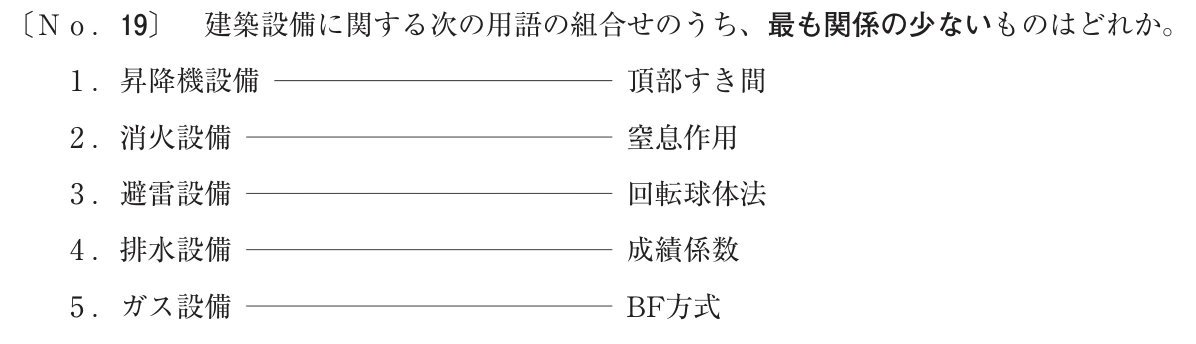 〔Ｎｏ．19〕　建築設備に関する次の用語の組合せのうち、最も関係の少ないものはどれか。
１．昇降機設備 ―――――― 頂部すき間
２．消火設備 ―――――― 窒息作用
３．避雷設備 ―――――― 回転球体法
４．排水設備 ―――――― 成績係数
５．ガス設備 ―――――― BF方式